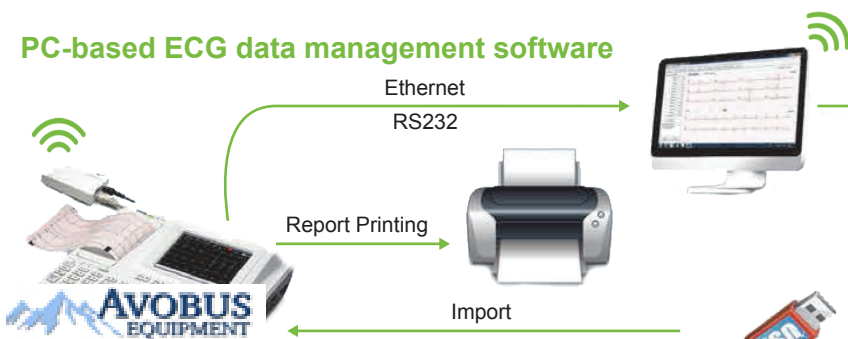 PC-based ECG data management software
Ethernet
RS232
Report Printing
AVOBUS
EQUIPMENT
Import